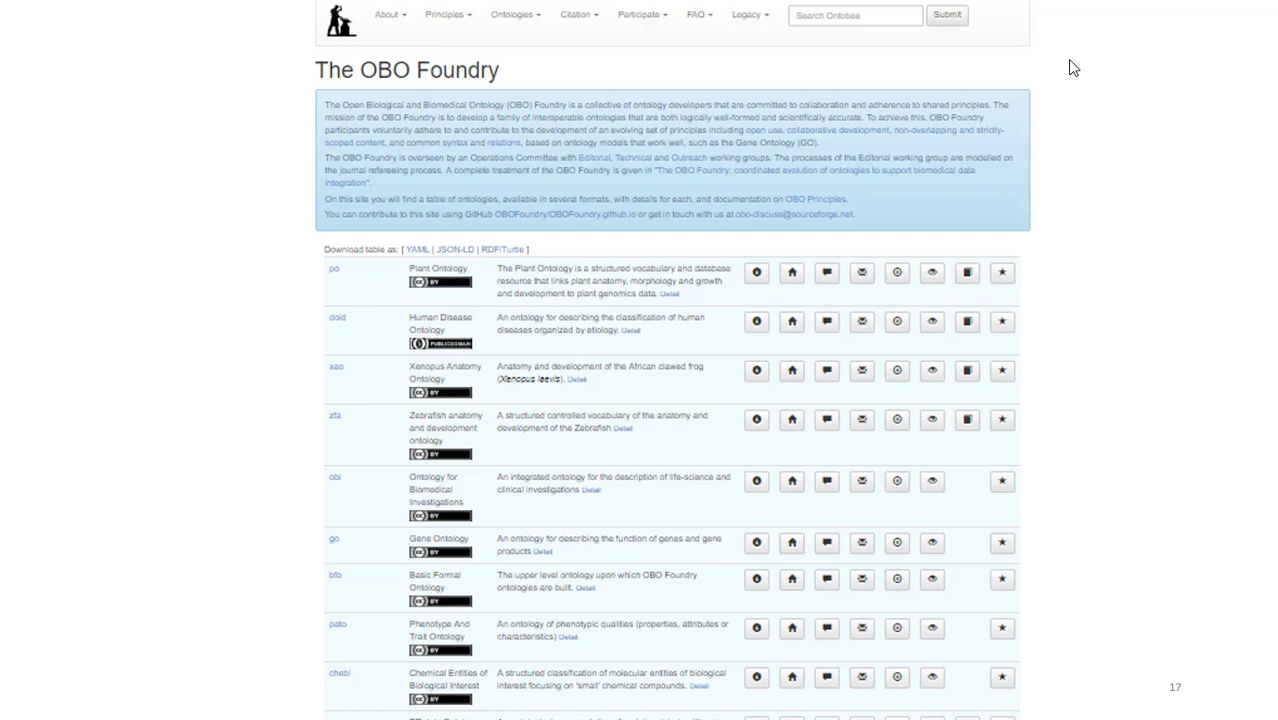 About Principles Ontologies Citation Participate FAQ Legacy Search Ontobee Submit
The OBO Foundry
The Open Biological and Biomedical Ontology (OBO) Foundry is a collective of ontology developers that are committed to collaboration and adherence to shared principles. The
mission of the OBO Foundry is to develop a family of interoperable ontologies that are both logically well-formed and scientifically accurate. To achieve this, OBO Foundry
participants voluntarily adhere to and contribute to the development of an evolving set of principles including open use, collaborative development, non-overlapping and strictly-
scoped content, and common syntax and relations, based on ontology models that work well, such as the Gene Ontology (GO).
The OBO Foundry is overseen by an Operations Committee with Editorial, Technical and Outreach working groups. The processes of the Editorial working group are modelled on
the journal refereeing process. A complete treatment of the OBO Foundry is given in "The OBO Foundry: coordinated evolution of ontologies to support biomedical data
integration".
On this site you will find a table of ontologies, available in several formats, with details for each, and documentation on OBO Principles.
You can contribute to this site using GitHub OBOFoundry/OBOFoundry.github.io or get in touch with us at obo-discuss@sourceforge.net.
Download table as: [ YAML | JSON-LD | RDF/Turtle ]
po Plant Ontology The Plant Ontology is a structured vocabulary and database
cc BY resource that links plant anatomy, morphology and growth
and development to plant genomics data. Detail
doid Human Disease An ontology for describing the classification of human
Ontology diseases organized by etiology. Detail
PUBLIC DOMAIN
xao Xenopus Anatomy Anatomy and development of the African clawed frog
Ontology (Xenopus laevis). Detail
cc BY
zfa Zebrafish anatomy A structured controlled vocabulary of the anatomy and
and development development of the Zebrafish Detail
ontology
cc BY
obi Ontology for An integrated ontology for the description of life-science and
Biomedical clinical investigations Detail
Investigations
cc BY
go Gene Ontology An ontology for describing the function of genes and gene
cc BY products Detail
bfo Basic Formal The upper level ontology upon which OBO Foundry
Ontology ontologies are built. Detail
cc BY
pato Phenotype And An ontology of phenotypic qualities (properties, attributes or
Trait Ontology characteristics) Detail
cc BY
chebi Chemical Entities of A structured classification of molecular entities of biological
Biological Interest interest focusing on 'small' chemical compounds. Detail
cc BY
17